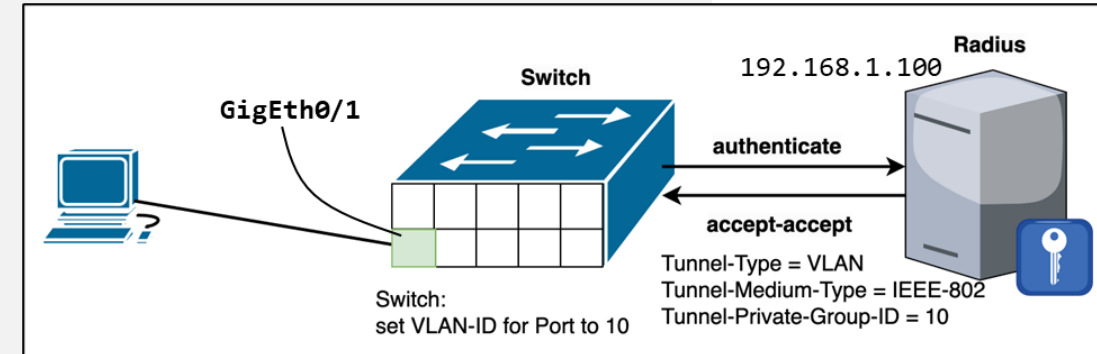 Radius
192.168.1.100
Switch
GigEth0/1
authenticate
accept-accept
Tunnel-Type = VLAN
Tunnel-Medium-Type = IEEE-802
Tunnel-Private-Group-ID = 10
Switch:
set VLAN-ID for Port to 10